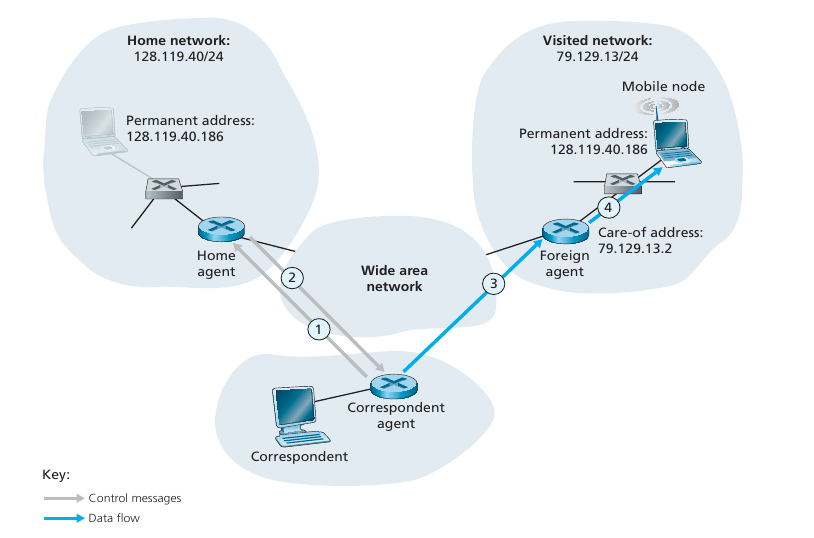 Home network:
128.119.40/24
Visited network:
79.129.13/24
Mobile node
Permanent address:
128.119.40.186
Permanent address:
128.119.40.186
4
Care-of address:
79.129.13.2
Home
agent
Foreign
agent
Wide area
network
2
3
1
Correspondent
agent
Correspondent
Key:
Control messages
Data flow